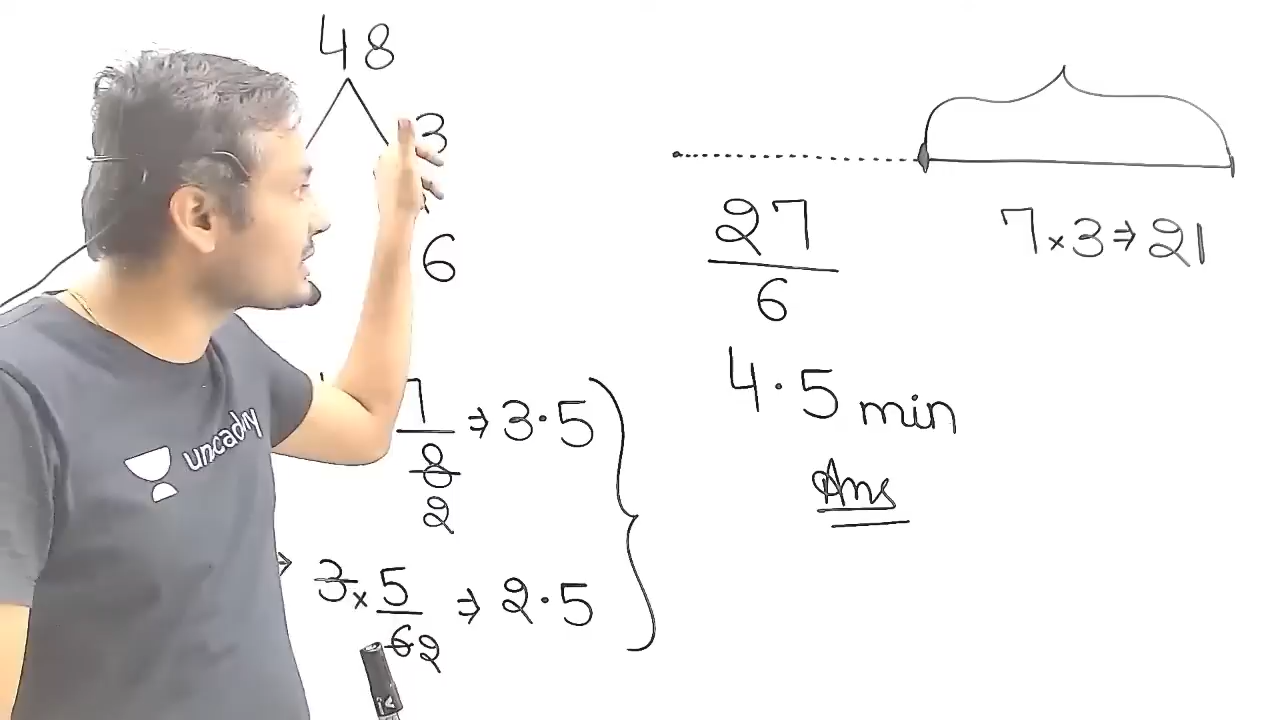 48
3
6
7
8 ⇒ 3.5
2
3 × 5
6 2 ⇒ 2.5
27
6
7 × 3 ⇒ 21
4.5 min
Ans
unacademy